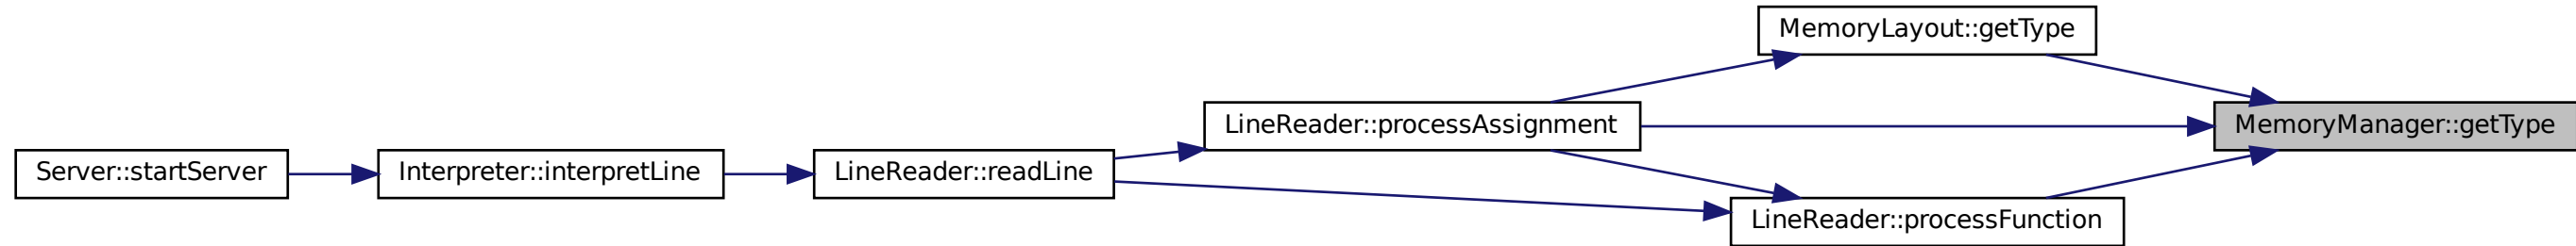 MemoryLayout::getType
LineReader::processAssignment
MemoryManager::getType
Server::startServer
Interpreter::interpretLine
LineReader::readLine
LineReader::processFunction